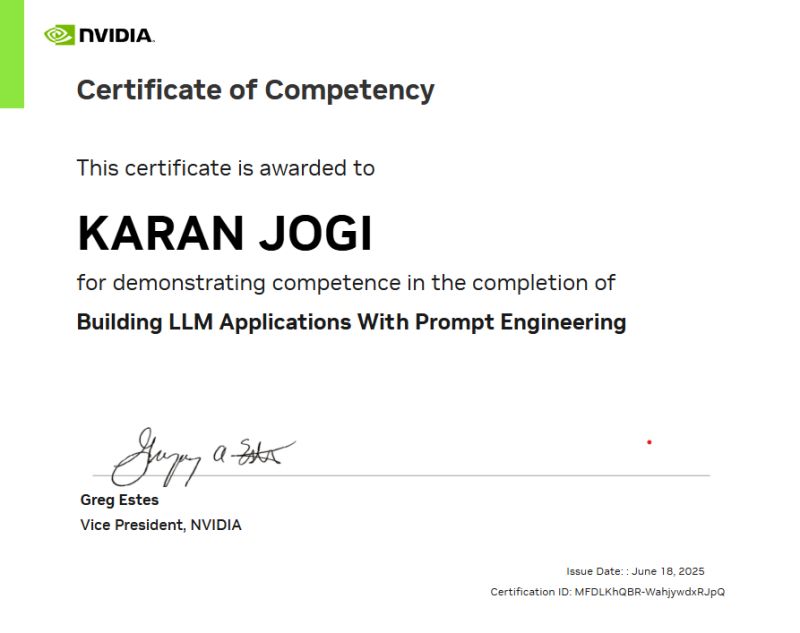 NVIDIA.
Certificate of Competency
This certificate is awarded to
KARAN JOGI
for demonstrating competence in the completion of
Building LLM Applications With Prompt Engineering
Greg Estes
Vice President, NVIDIA
Issue Date: : June 18, 2025
Certification ID: MFDLKhQBR-WahjywdxRJpQ